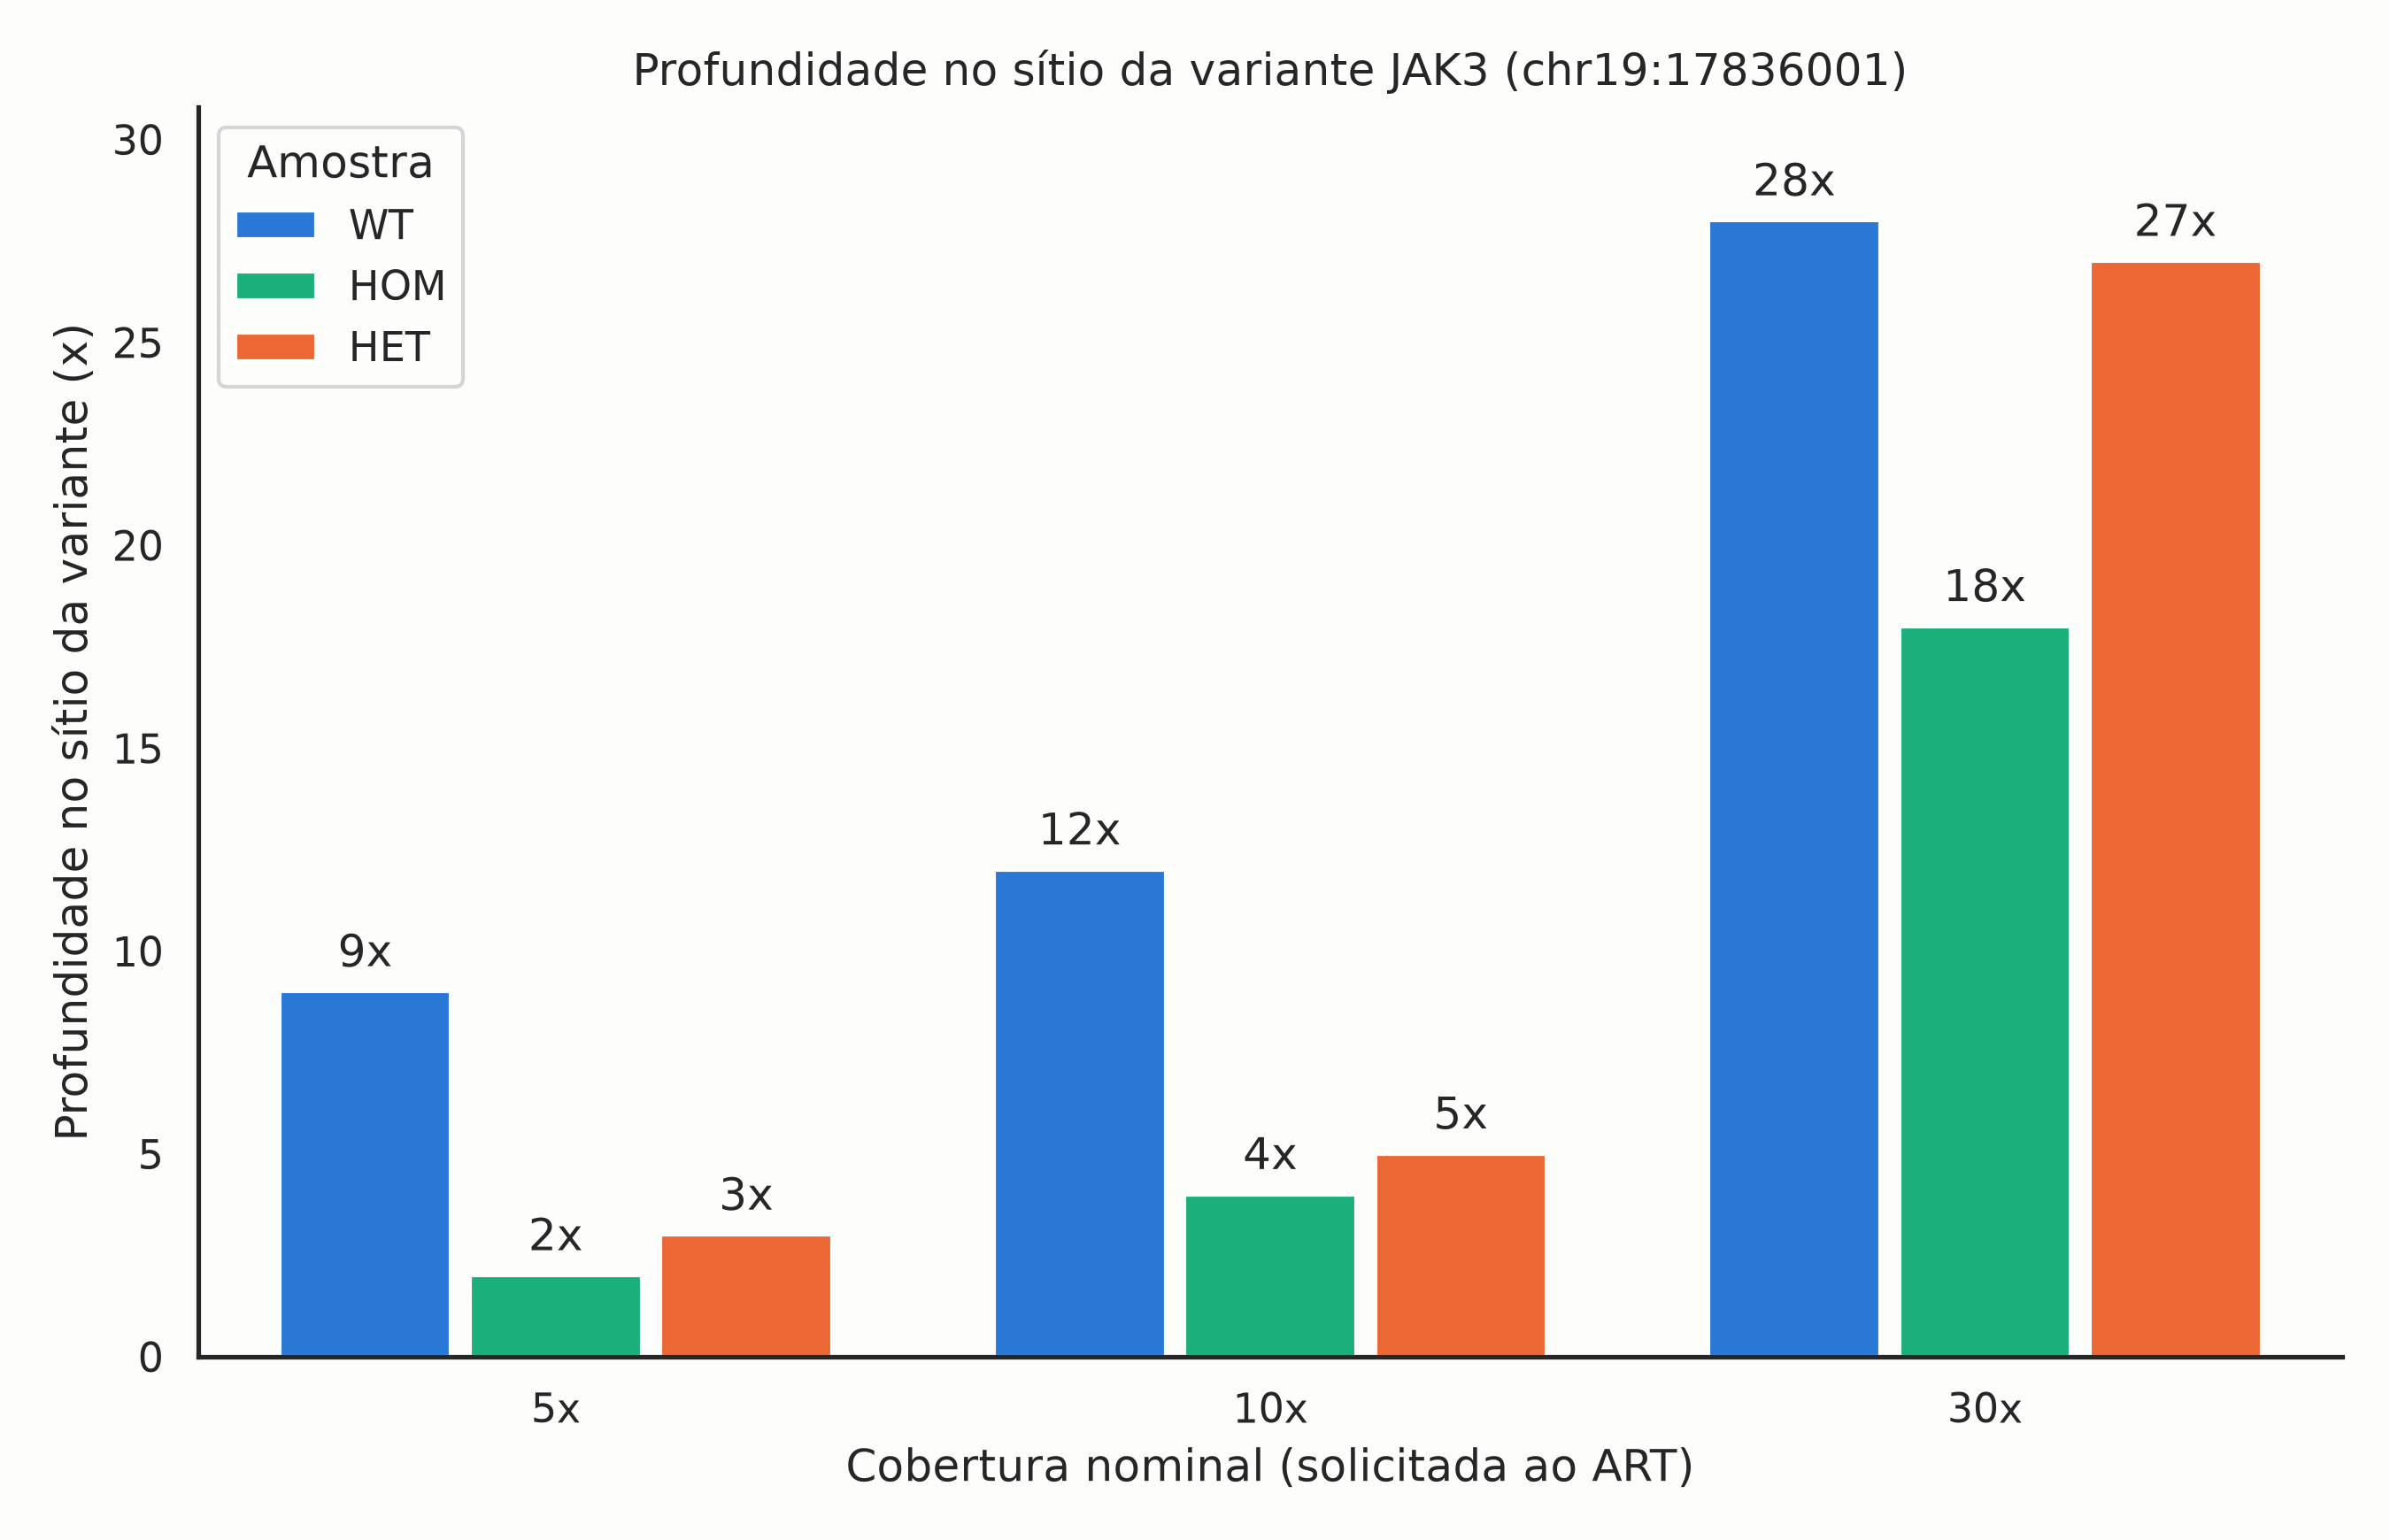 Profundidade no sítio da variante JAK3 (chr19:17836001)
Amostra
WT
HOM
HET
Profundidade no sítio da variante (x)
30
25
20
15
10
5
0
9x
2x
3x
12x
4x
5x
28x
18x
27x
5x
10x
30x
Cobertura nominal (solicitada ao ART)